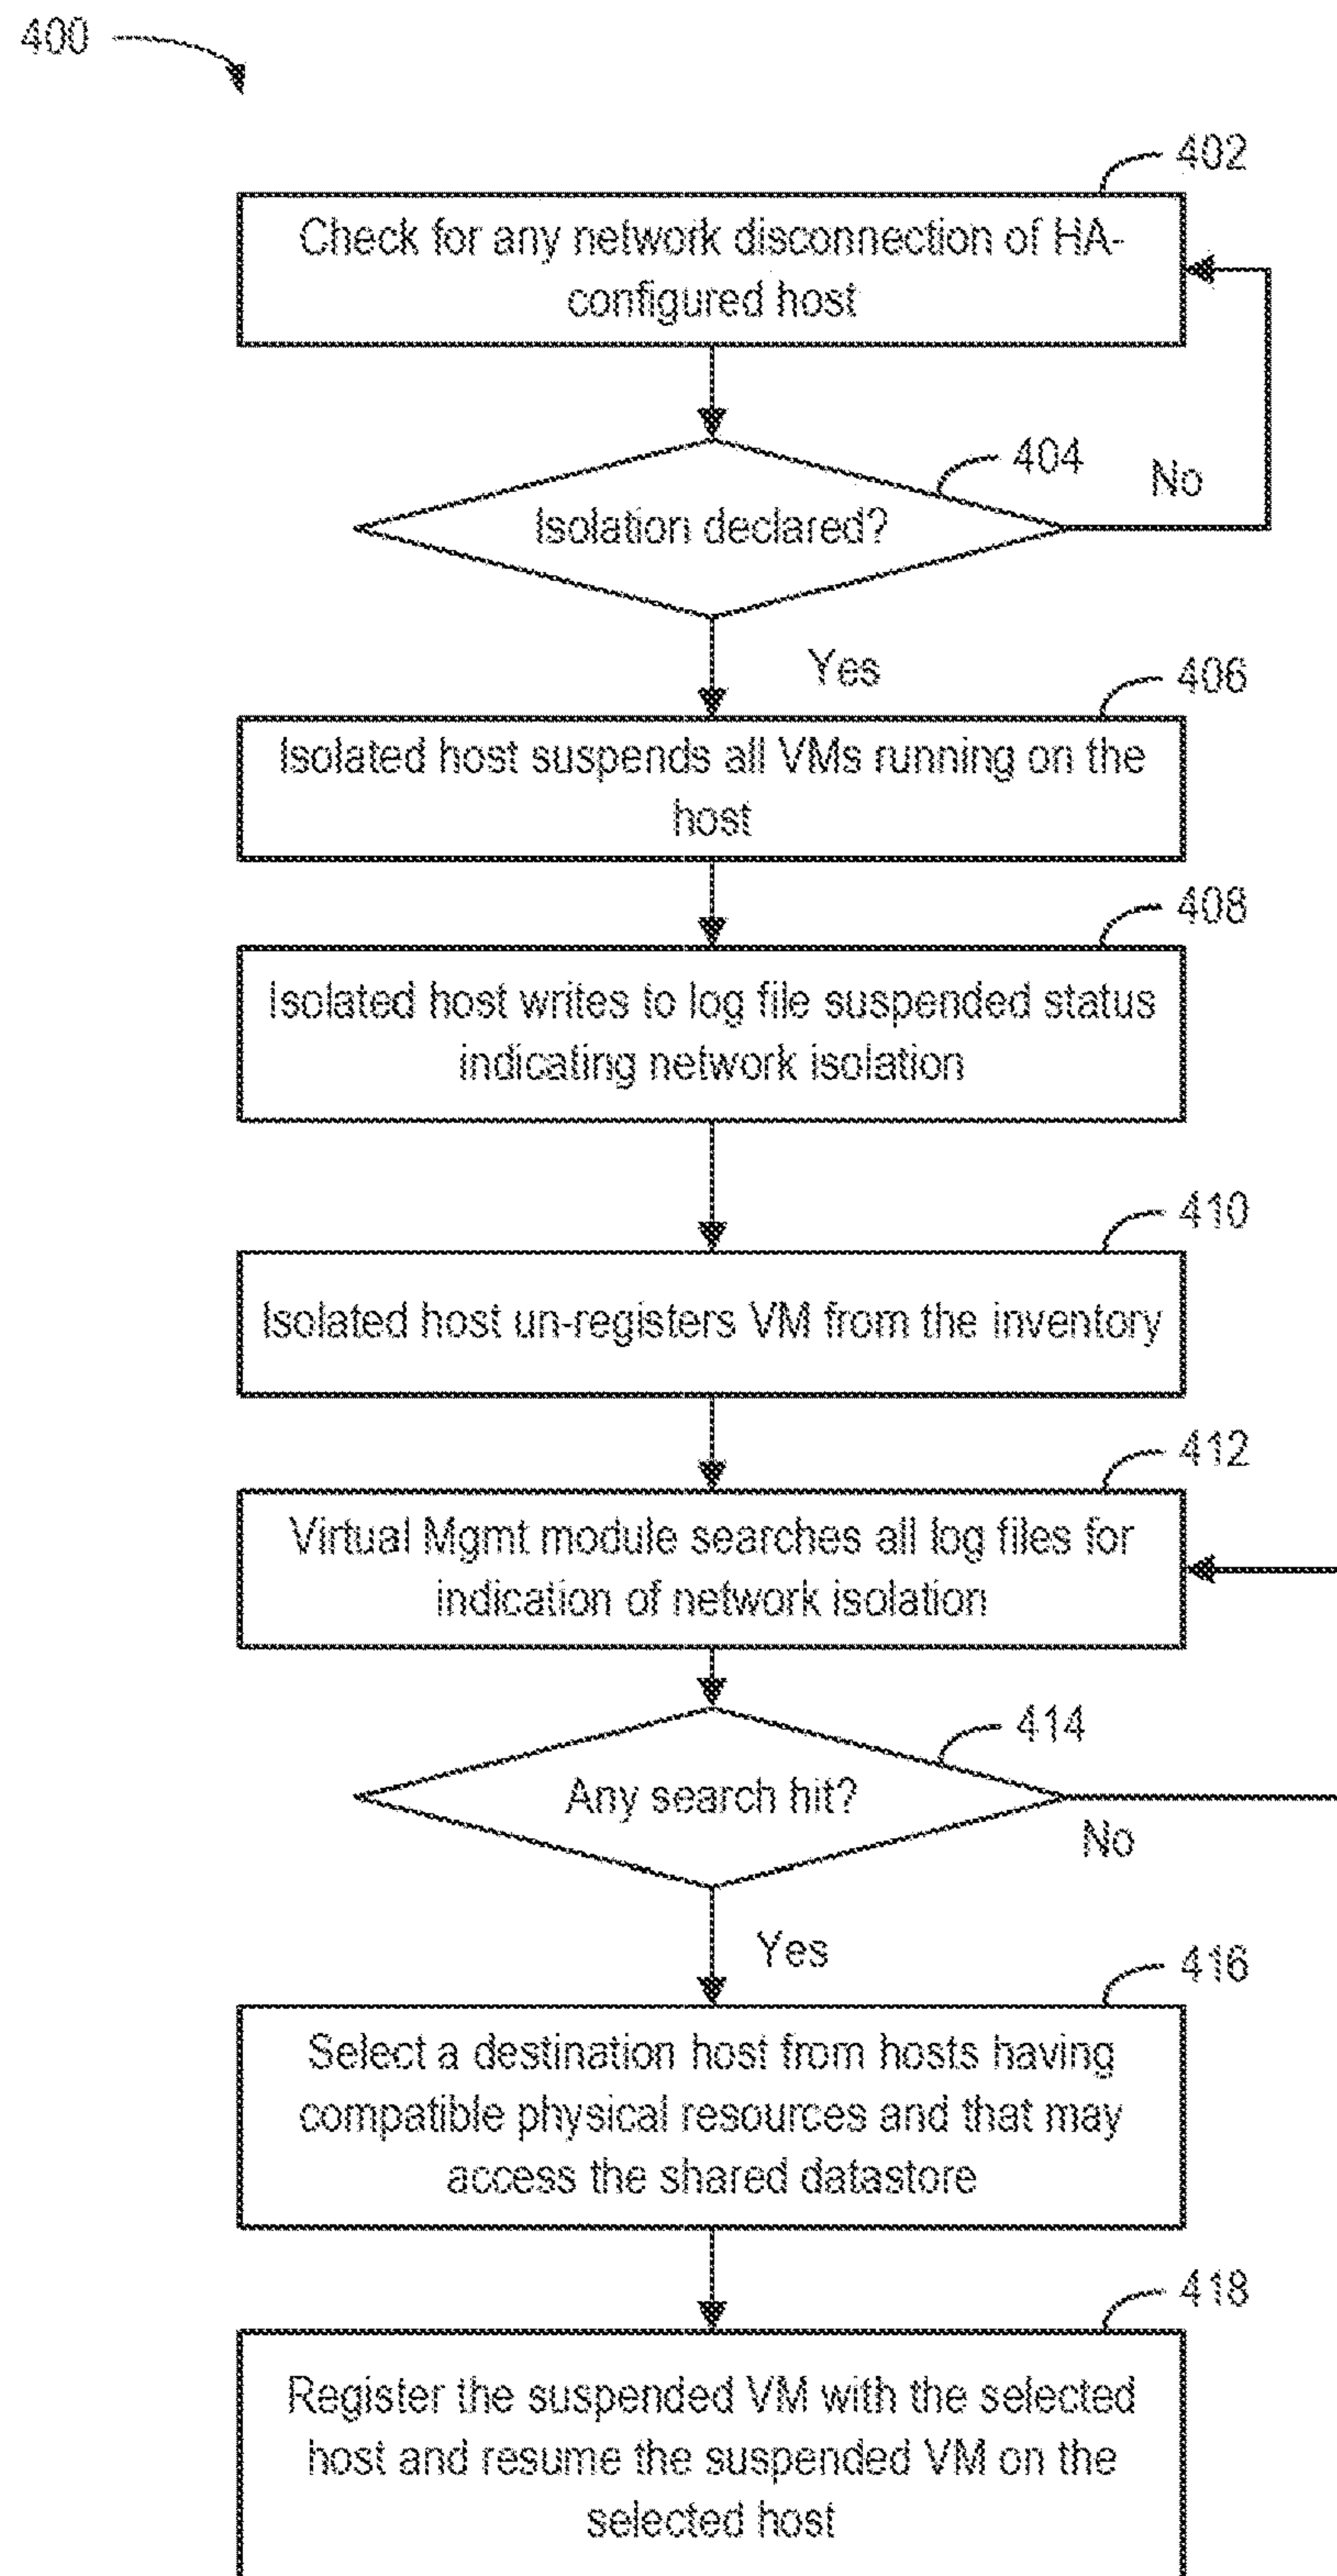 400
402
Check for any network disconnection of HA-
configured host
404
No
Isolation declared?
Yes
406
Isolated host suspends all VMs running on the
host
408
Isolated host writes to log file suspended status
indicating network isolation
410
Isolated host un-registers VM from the inventory
412
Virtual Mgmt module searches all log files for
indication of network isolation
414
Any search hit?
No
Yes
416
Select a destination host from hosts having
compatible physical resources and that may
access the shared datastore
418
Register the suspended VM with the selected
host and resume the suspended VM on the
selected host